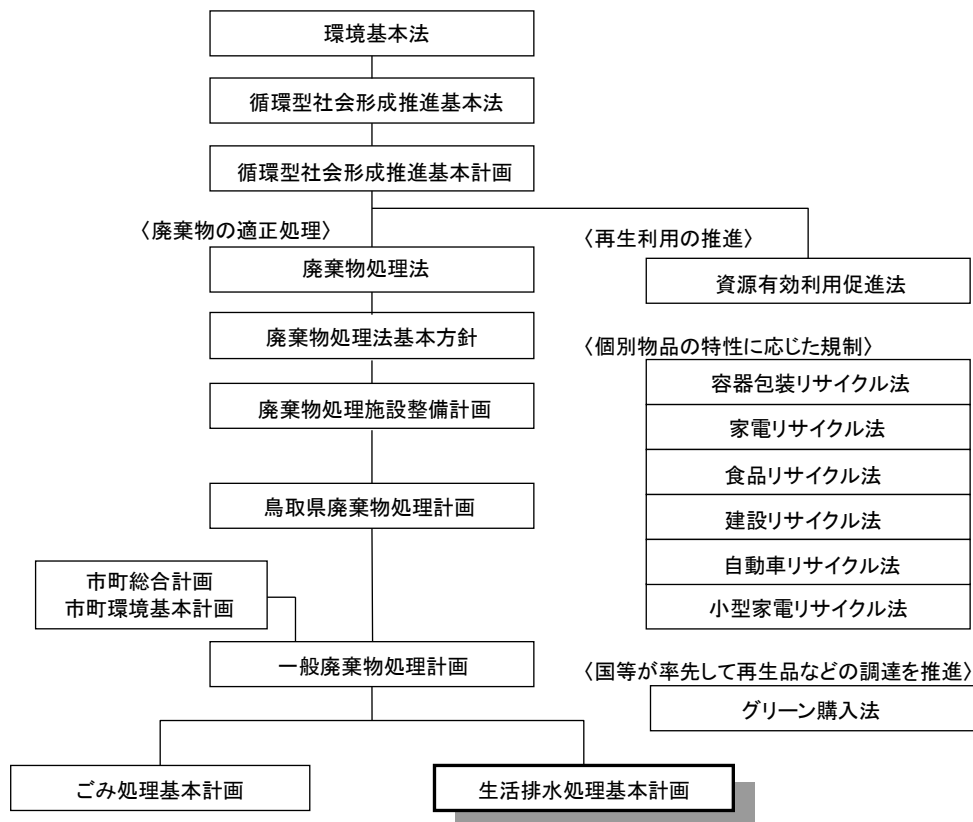 環境基本法
循環型社会形成推進基本法
循環型社会形成推進基本計画
〈廃棄物の適正処理〉
廃棄物処理法
廃棄物処理法基本方針
廃棄物処理施設整備計画
鳥取県廃棄物処理計画
市町総合計画
市町環境基本計画
一般廃棄物処理計画
ごみ処理基本計画
生活排水処理基本計画
〈再生利用の推進〉
資源有効利用促進法
〈個別物品の特性に応じた規制〉
容器包装リサイクル法
家電リサイクル法
食品リサイクル法
建設リサイクル法
自動車リサイクル法
小型家電リサイクル法
〈国等が率先して再生品などの調達を推進〉
グリーン購入法